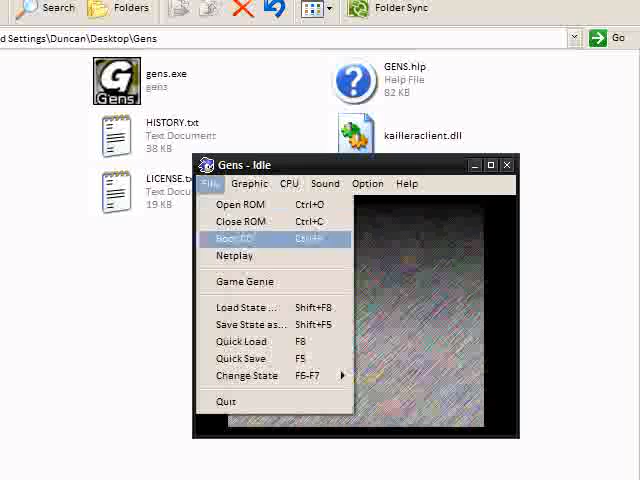 Search Folders Folder Sync
d Settings\Duncan\Desktop\Gens Go
gens.exe
gens
Gens
GENS.hlp
Help File
82 KB
HISTORY.txt
Text Document
38 KB
kailleraclient.dll
LICENSE.tx
Text Document
19 KB
Gens - Idle
File Graphic CPU Sound Option Help
Open ROM Ctrl+O
Close ROM Ctrl+C
Boot CD
Netplay
Game Genie
Load State ... Shift+F8
Save State as... Shift+F5
Quick Load F8
Quick Save F5
Change State F6-F7
Quit